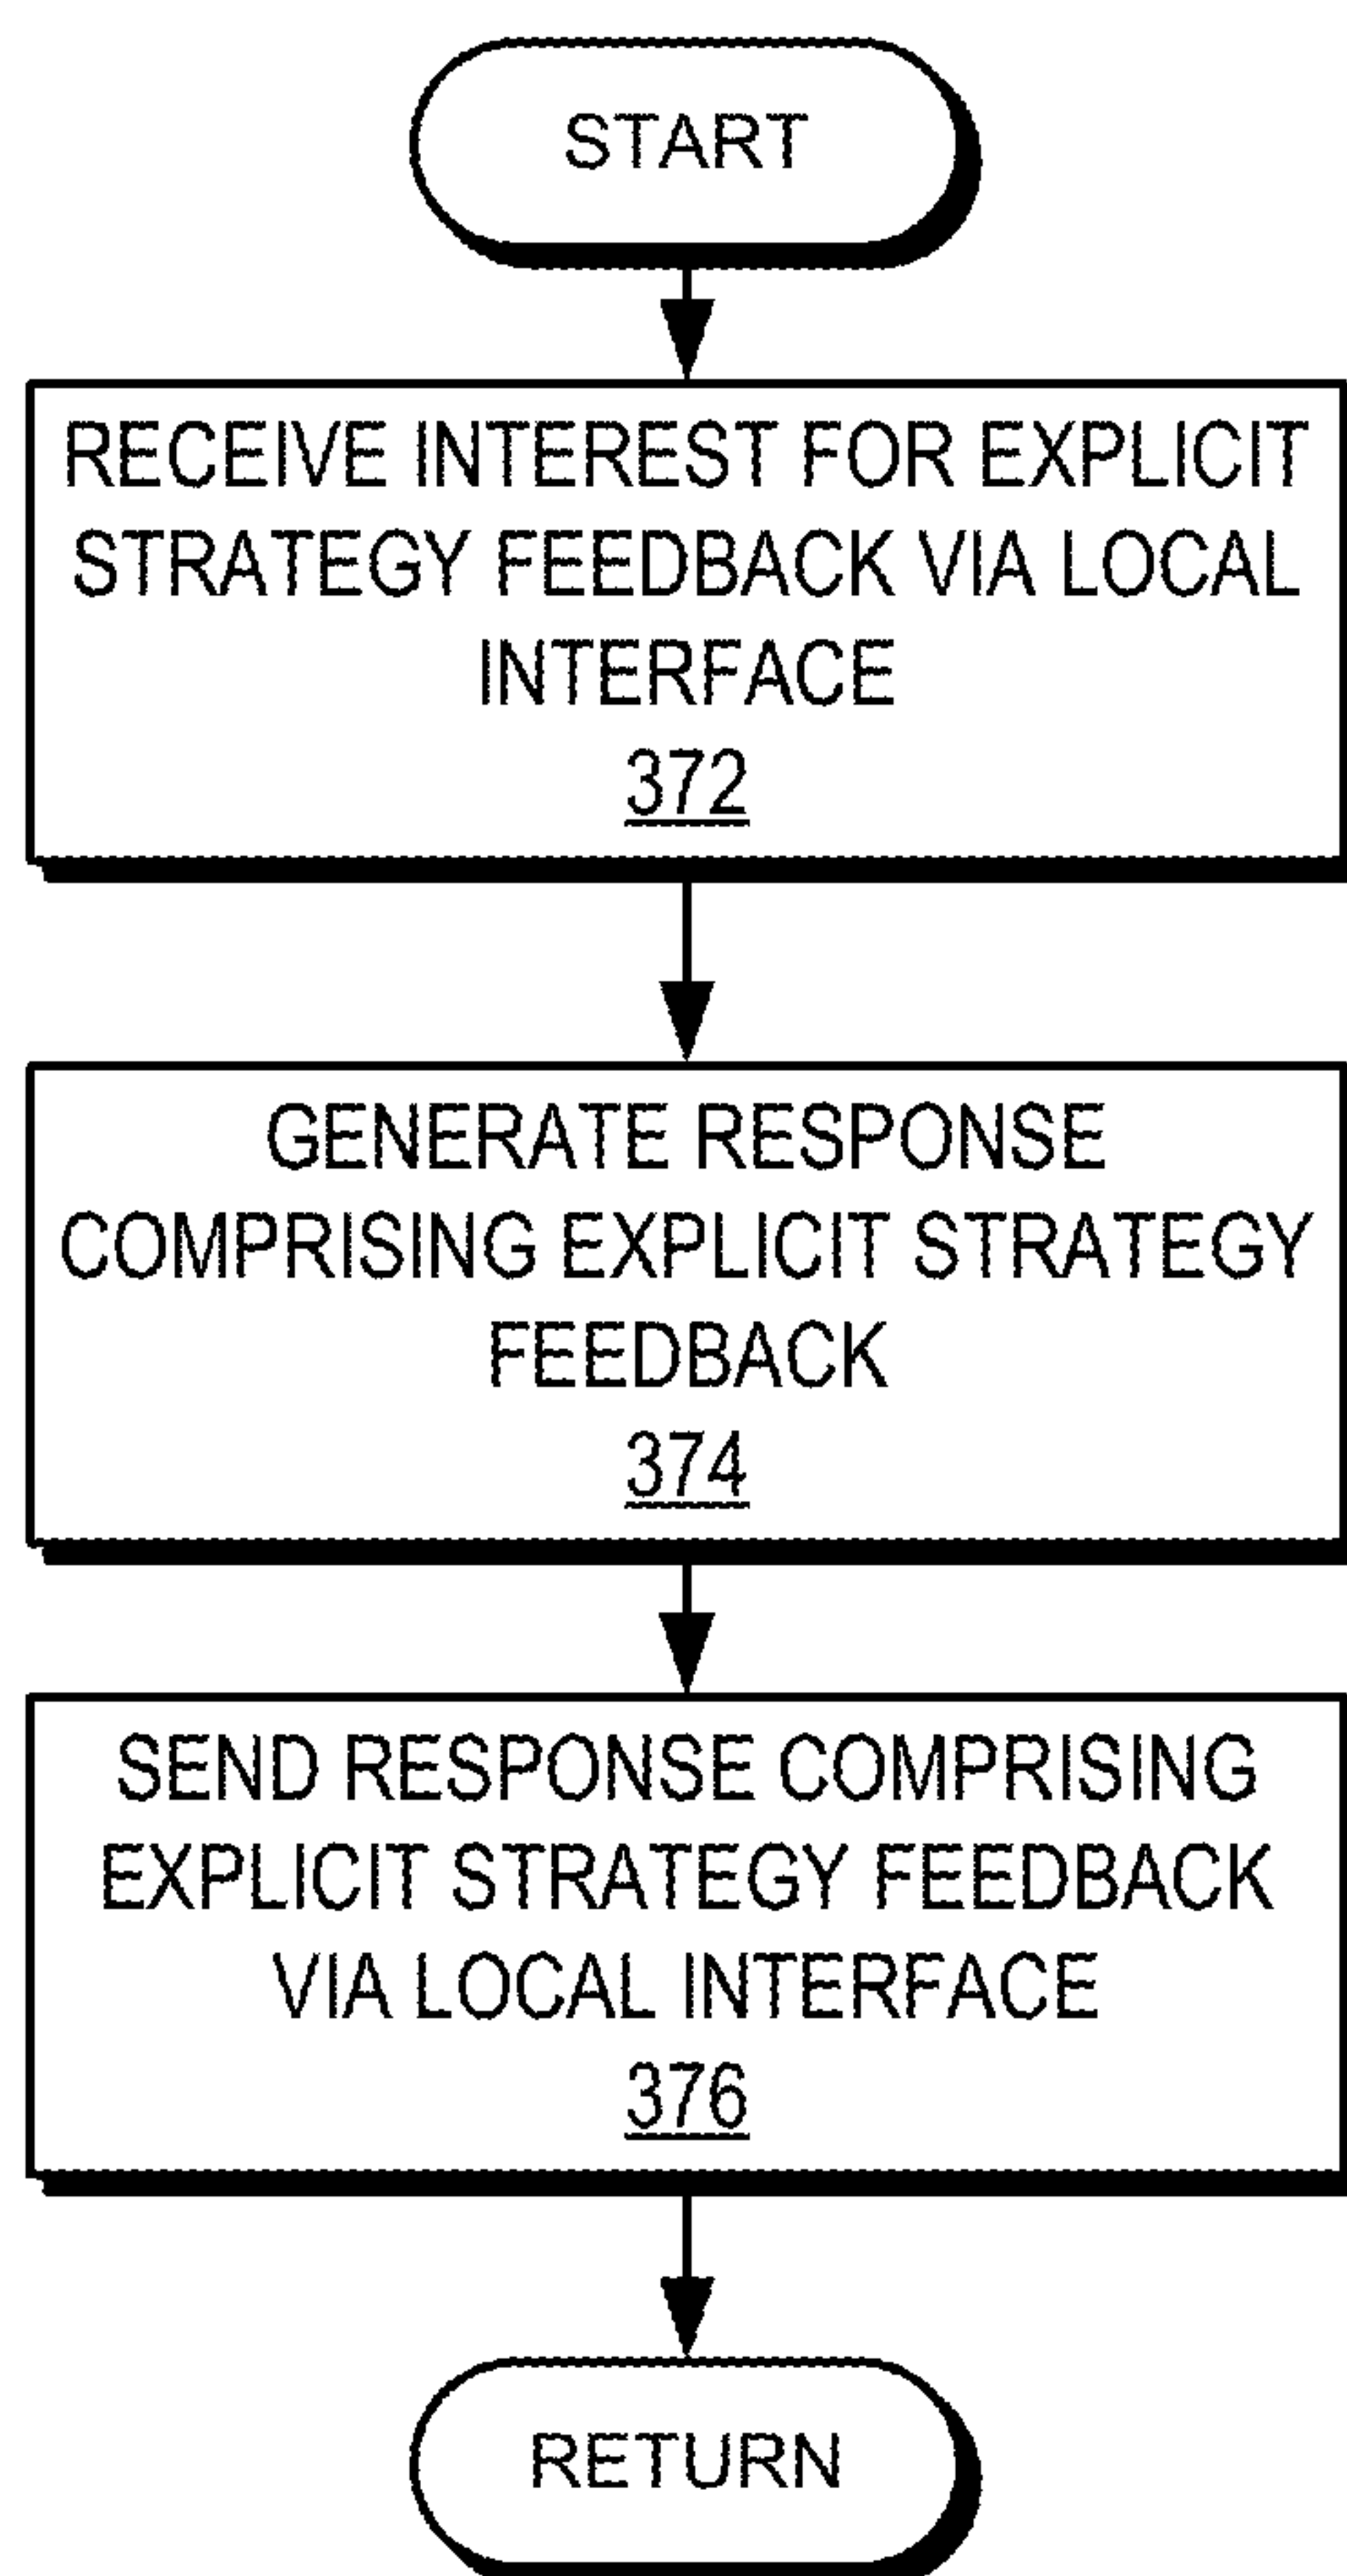 START
RECEIVE INTEREST FOR EXPLICIT
STRATEGY FEEDBACK VIA LOCAL
INTERFACE
372
GENERATE RESPONSE
COMPRISING EXPLICIT STRATEGY
FEEDBACK
374
SEND RESPONSE COMPRISING
EXPLICIT STRATEGY FEEDBACK
VIA LOCAL INTERFACE
376
RETURN